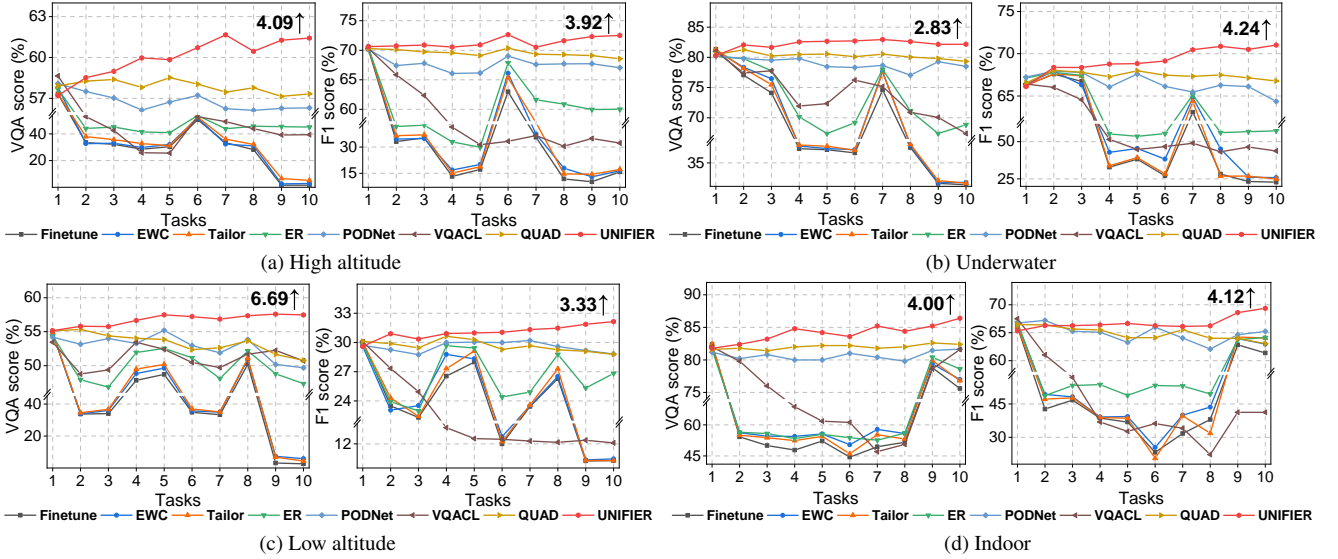 VQA score (%)
63
60
57
40
20
4.09↑
1 2 3 4 5 6 7 8 9 10
Tasks
F1 score (%)
75
70
65
60
30
15
3.92↑
1 2 3 4 5 6 7 8 9 10
Tasks
Finetune EWC Tailor ER PODNet VQACL QUAD UNIFIER
(a) High altitude
VQA score (%)
90
85
80
75
70
35
2.83↑
1 2 3 4 5 6 7 8 9 10
Tasks
F1 score (%)
75
70
65
60
50
25
4.24↑
1 2 3 4 5 6 7 8 9 10
Tasks
Finetune EWC Tailor ER PODNet VQACL QUAD UNIFIER
(b) Underwater
VQA score (%)
60
55
50
40
20
6.69↑
1 2 3 4 5 6 7 8 9 10
Tasks
F1 score (%)
33
30
27
24
12
3.33↑
1 2 3 4 5 6 7 8 9 10
Tasks
Finetune EWC Tailor ER PODNet VQACL QUAD UNIFIER
(c) Low altitude
VQA score (%)
90
85
80
75
60
45
4.00↑
1 2 3 4 5 6 7 8 9 10
Tasks
F1 score (%)
70
65
60
45
30
4.12↑
1 2 3 4 5 6 7 8 9 10
Tasks
Finetune EWC Tailor ER PODNet VQACL QUAD UNIFIER
(d) Indoor